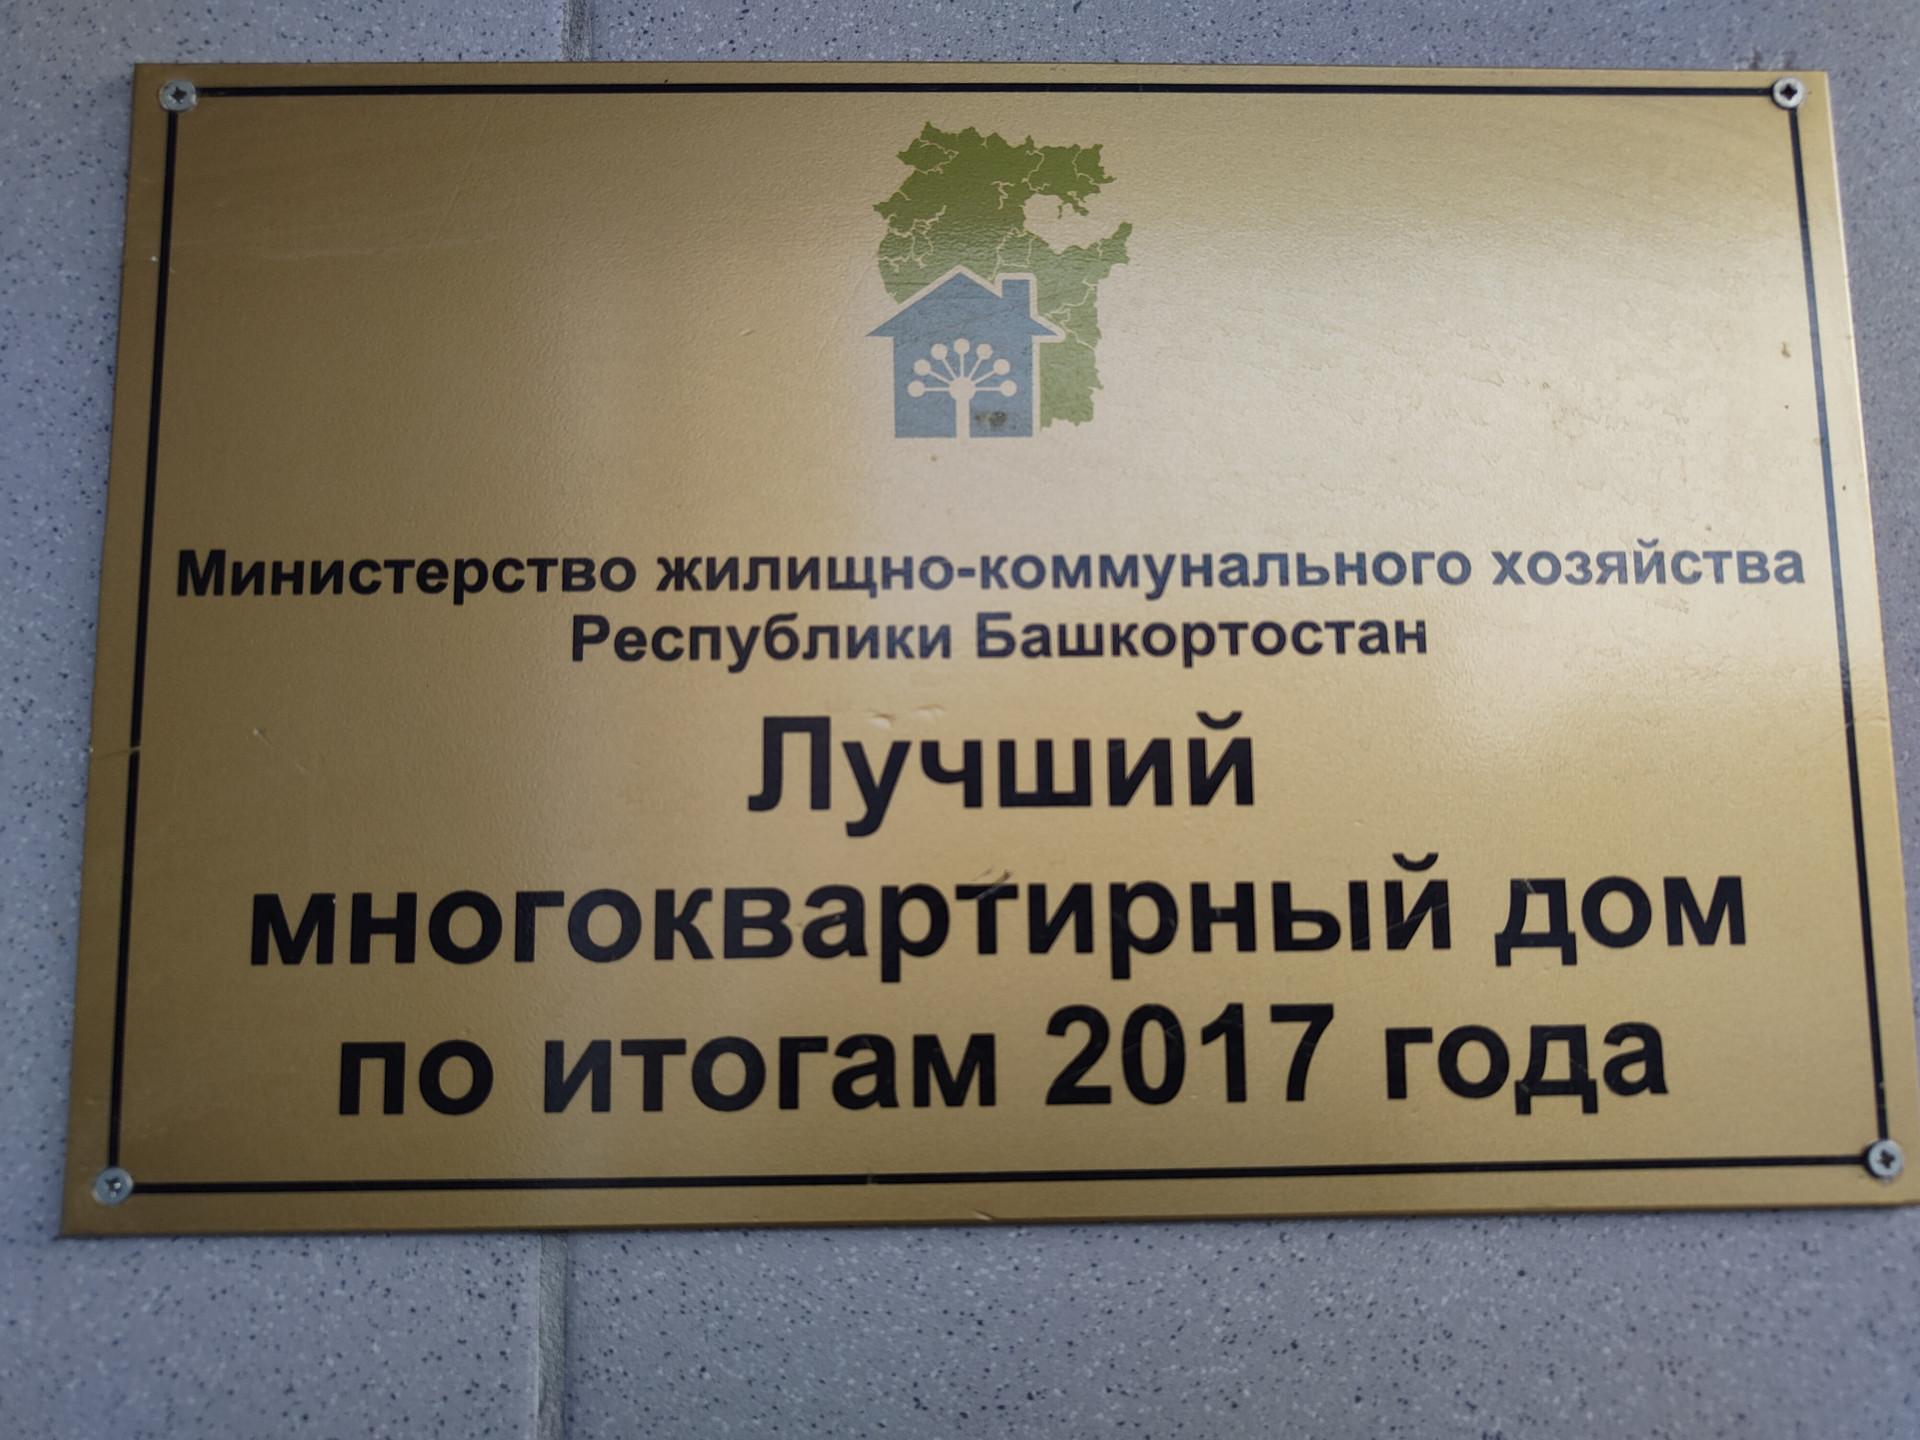 Министерство жилищно-коммунального хозяйства
Республики Башкортостан
Лучший
многоквартирный дом
по итогам 2017 года